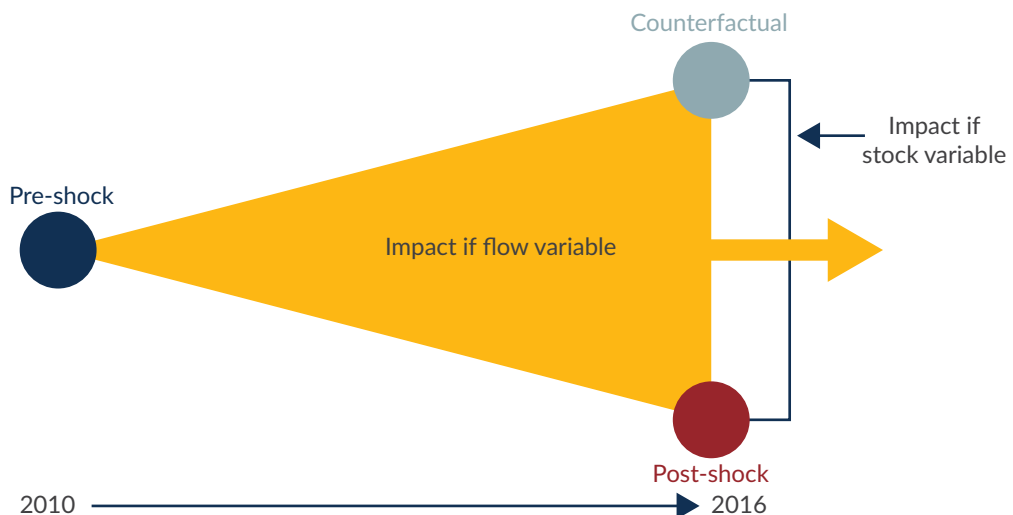 Counterfactual
Impact if
stock variable
Pre-shock
Impact if flow variable
Post-shock
2010
2016